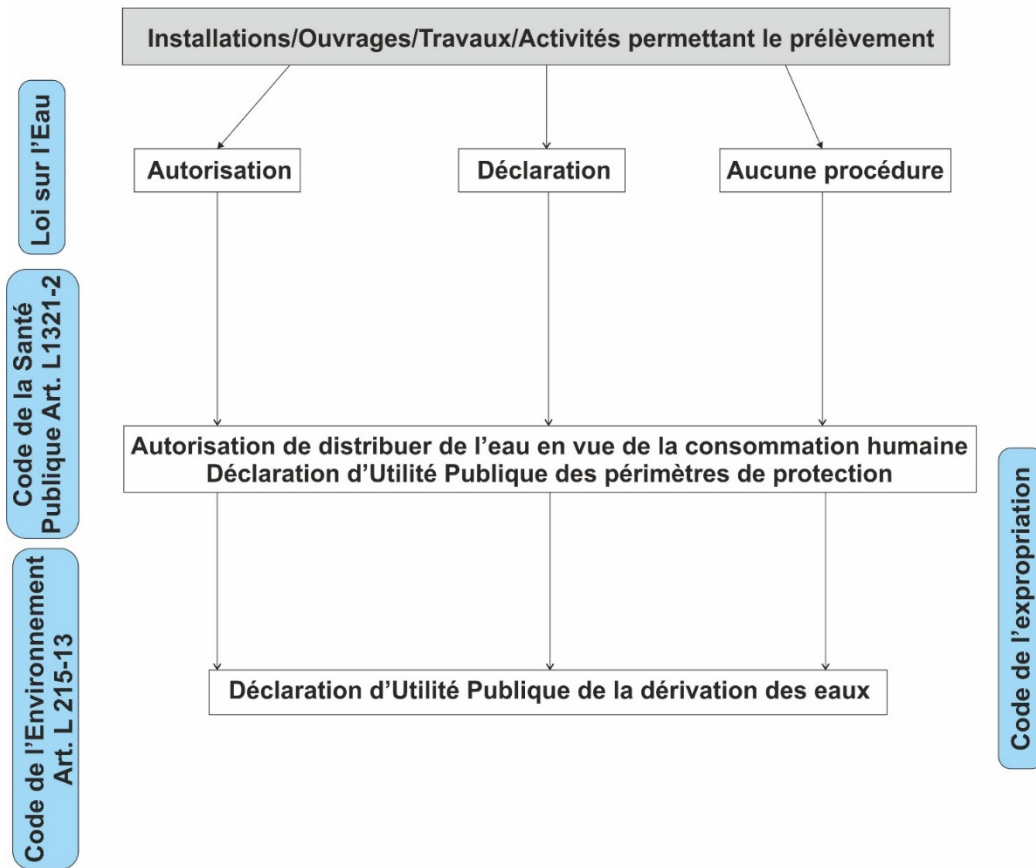 Installations/Ouvrages/Travaux/Activités permettant le prélèvement
Loi sur l'Eau
Autorisation
Déclaration
Aucune procédure
Code de la Santé
Publique Art. L1321-2
Autorisation de distribuer de l'eau en vue de la consommation humaine
Déclaration d'Utilité Publique des périmètres de protection
Code de l'expropriation
Code de l'Environnement
Art. L 215-13
Déclaration d'Utilité Publique de la dérivation des eaux